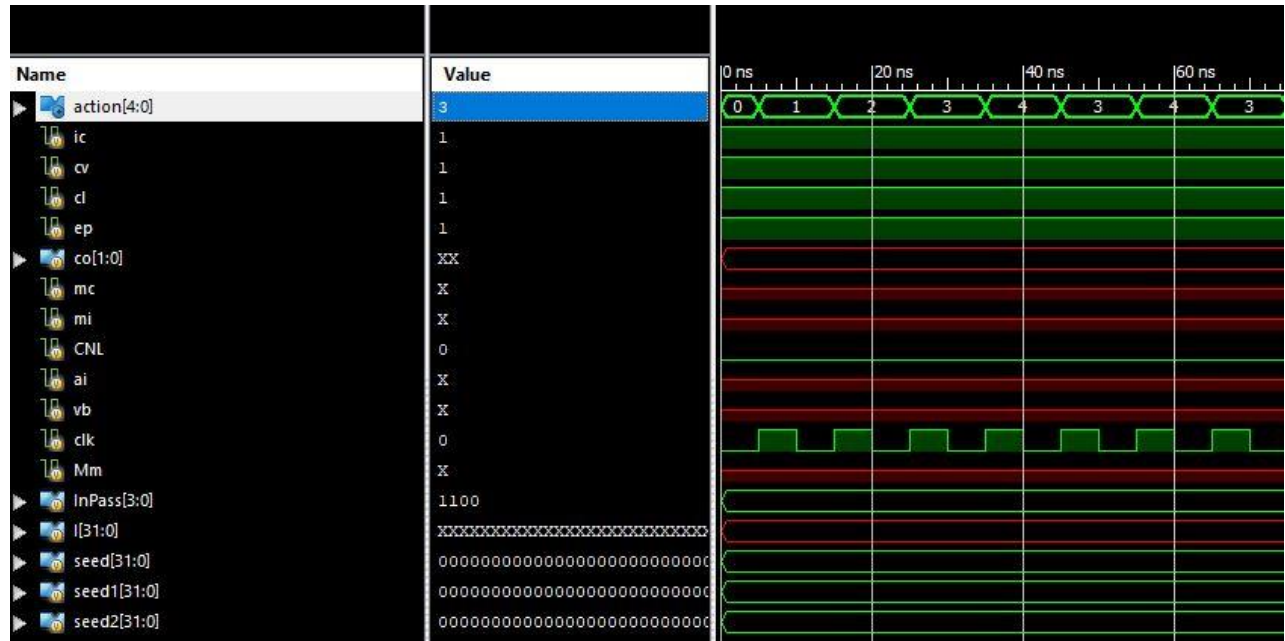 Name Value 0 ns 20 ns 40 ns 60 ns
action[4:0] 3 0 1 2 3 4 3 4 3
ic 1
cv 1
cl 1
ep 1
co[1:0] XX
mc X
mi X
CNL 0
ai X
vb X
clk 0
Mm X
InPass[3:0] 1100
I[31:0]
seed[31:0]
seed1[31:0]
seed2[31:0]